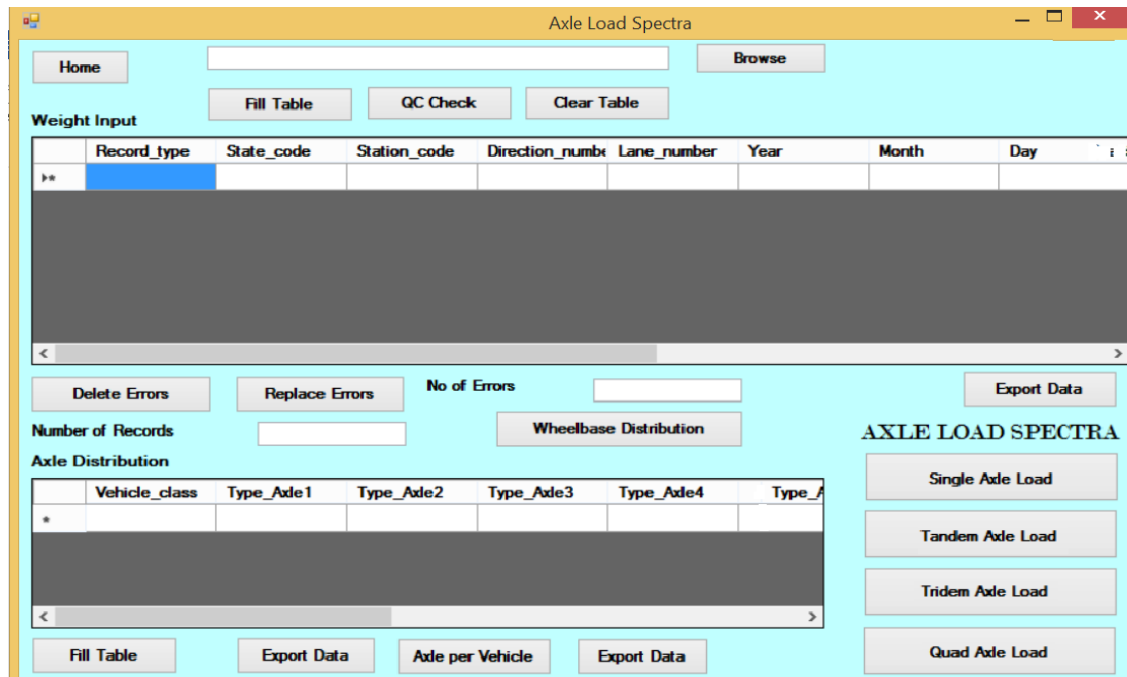 Axle Load Spectra
Home
Browse
Fill Table
QC Check
Clear Table
Weight Input
Record_type State_code Station_code Direction_numbe Lane_number Year Month Day
Delete Errors
Replace Errors
No of Errors
Export Data
Number of Records
Wheelbase Distribution
AXLE LOAD SPECTRA
Axle Distribution
Vehicle_class Type_Axle1 Type_Axle2 Type_Axle3 Type_Axle4 Type_A
Single Axle Load
Tandem Axle Load
Tridem Axle Load
Quad Axle Load
Fill Table
Export Data
Axle per Vehicle
Export Data